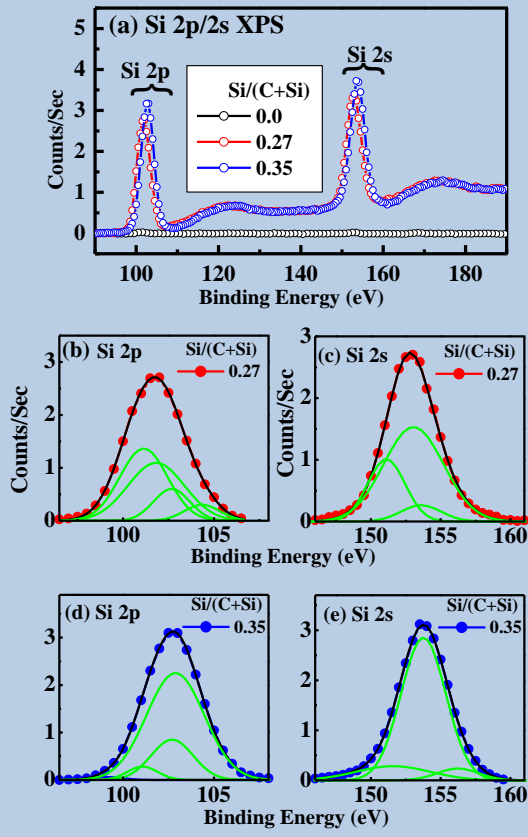 (a) Si 2p/2s XPS
Si 2p
Si 2s
Si/(C+Si)
0.0
0.27
0.35
Counts/Sec
5
4
3
2
1
0
100 120 140 160 180
Binding Energy (eV)
(b) Si 2p
Si/(C+Si)
0.27
Counts/Sec
3
2
1
0
100 105
(c) Si 2s
Si/(C+Si)
0.27
Counts/Sec
3
2
1
0
150 155 160
Binding Energy (eV)
(d) Si 2p
Si/(C+Si)
0.35
3
2
1
0
100 105
(e) Si 2s
Si/(C+Si)
0.35
3
2
1
0
150 155 160
Binding Energy (eV)